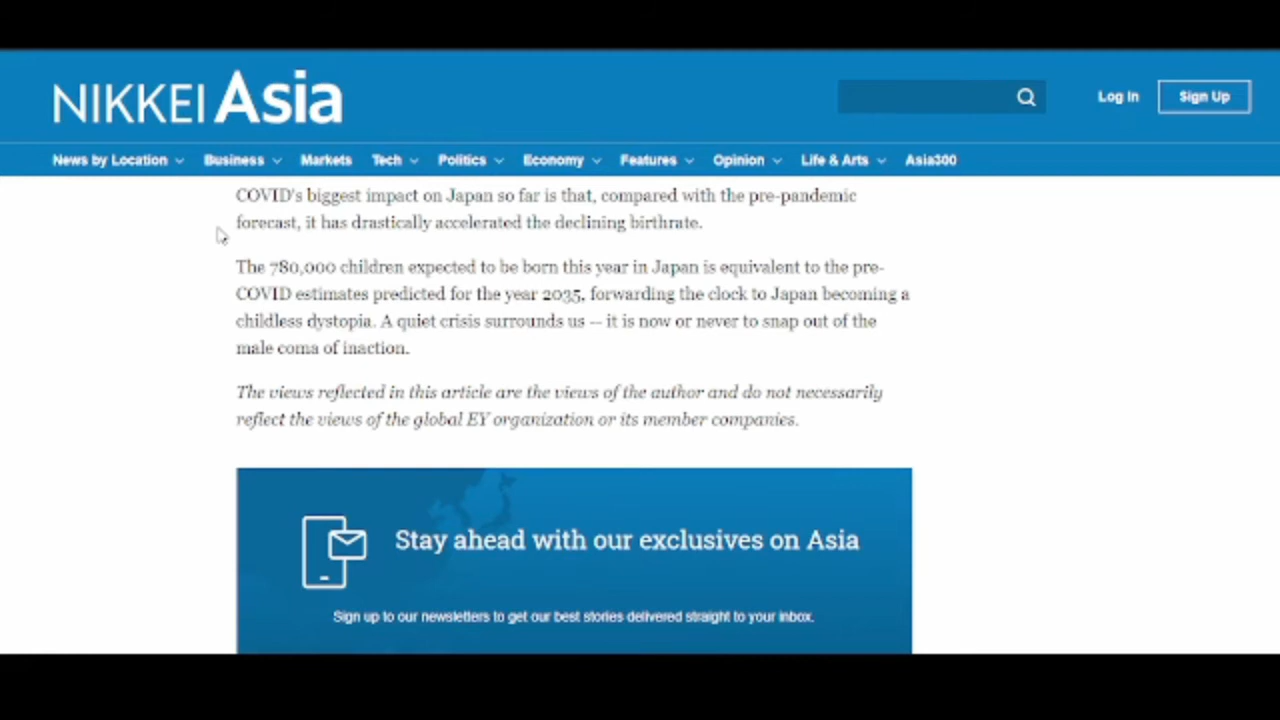 NIKKEI Asia
Log In
Sign Up
News by Location
Business
Markets
Tech
Politics
Economy
Features
Opinion
Life & Arts
Asia300
COVID's biggest impact on Japan so far is that, compared with the pre-pandemic
forecast, it has drastically accelerated the declining birthrate.
The 780,000 children expected to be born this year in Japan is equivalent to the pre-
COVID estimates predicted for the year 2035, forwarding the clock to Japan becoming a
childless dystopia. A quiet crisis surrounds us -- it is now or never to snap out of the
male coma of inaction.
The views reflected in this article are the views of the author and do not necessarily
reflect the views of the global EY organization or its member companies.
Stay ahead with our exclusives on Asia
Sign up to our newsletters to get our best stories delivered straight to your inbox.